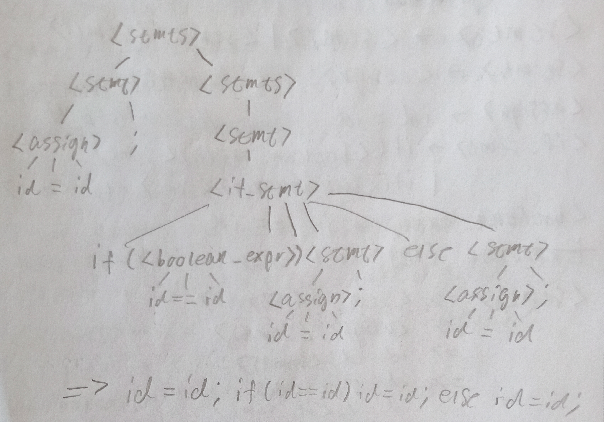 <stmts>
<stmt> <stmts>
<assign> ; <stmt>
id = id <if_stmt>
if (<boolean_expr>) <stmt> else <stmt>
id == id <assign> ; <assign> ;
id = id id = id
=> id = id; if (id==id) id=id; else id=id;